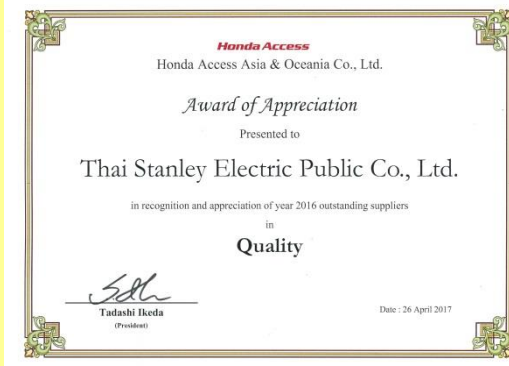 Honda Access
Honda Access Asia & Oceania Co., Ltd.
Award of Appreciation
Presented to
Thai Stanley Electric Public Co., Ltd.
in recognition and appreciation of year 2016 outstanding suppliers
in
Quality
Tadashi Ikeda
(President)
Date : 26 April 2017